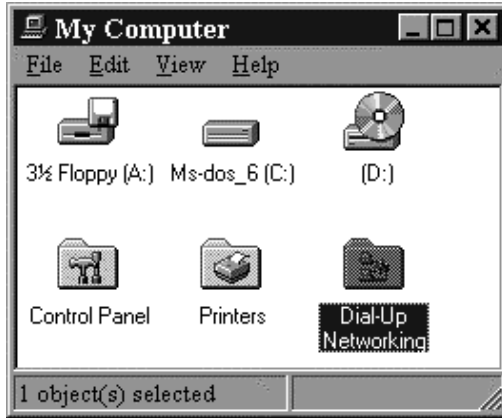 My Computer
File Edit View Help
3½ Floppy (A:) Ms-dos_6 (C:) (D:)
Control Panel Printers Dial-Up
Networking
1 object(s) selected